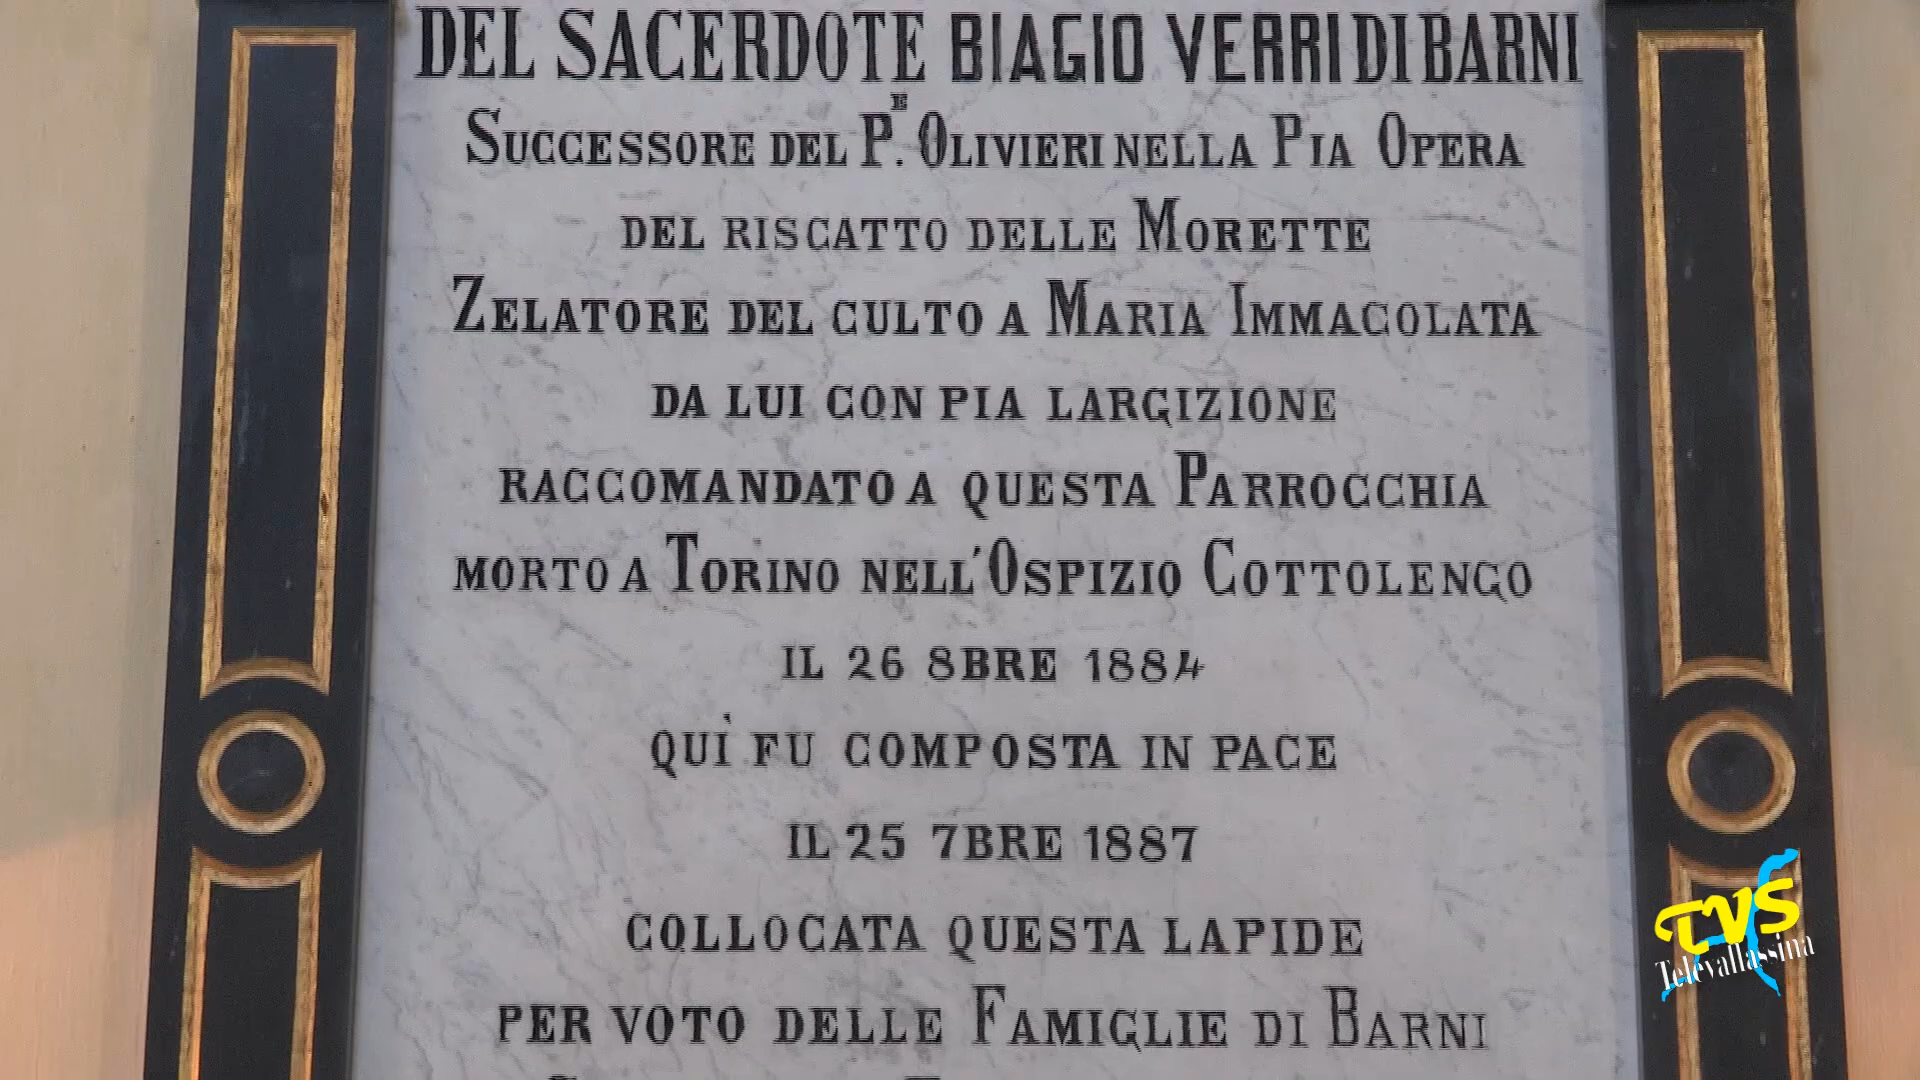 DEL SACERDOTE BIAGIO VERRI DI BARNI
SUCCESSORE DEL P.E OLIVIERI NELLA PIA OPERA
DEL RISCATTO DELLE MORETTE
ZELATORE DEL CULTO A MARIA IMMACOLATA
DA LUI CON PIA LARGIZIONE
RACCOMANDATO A QUESTA PARROCCHIA
MORTO A TORINO NELL'OSPIZIO COTTOLENGO
IL 26 8BRE 1884
QUI FU COMPOSTA IN PACE
IL 25 7BRE 1887
COLLOCATA QUESTA LAPIDE
PER VOTO DELLE FAMIGLIE DI BARNI
TVS
Televallassina